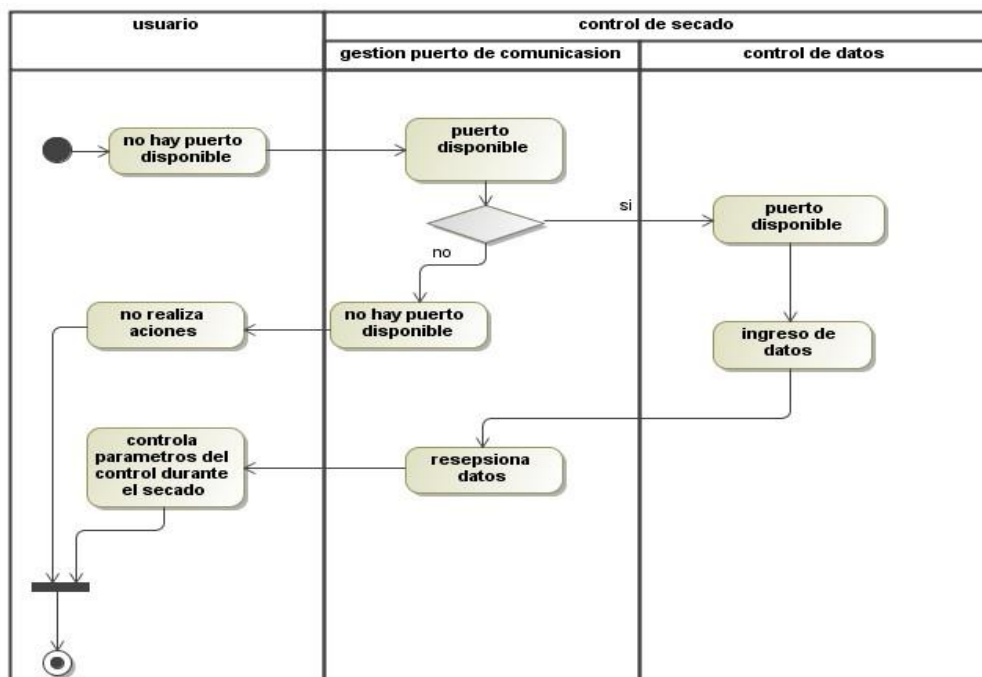 usuario
control de secado
gestion puerto de comunicasion
control de datos
no hay puerto
disponible
puerto
disponible
si
puerto
disponible
no
no realiza
aciones
no hay puerto
disponible
ingreso de
datos
controla
parametros del
control durante
el secado
resepsiona
datos